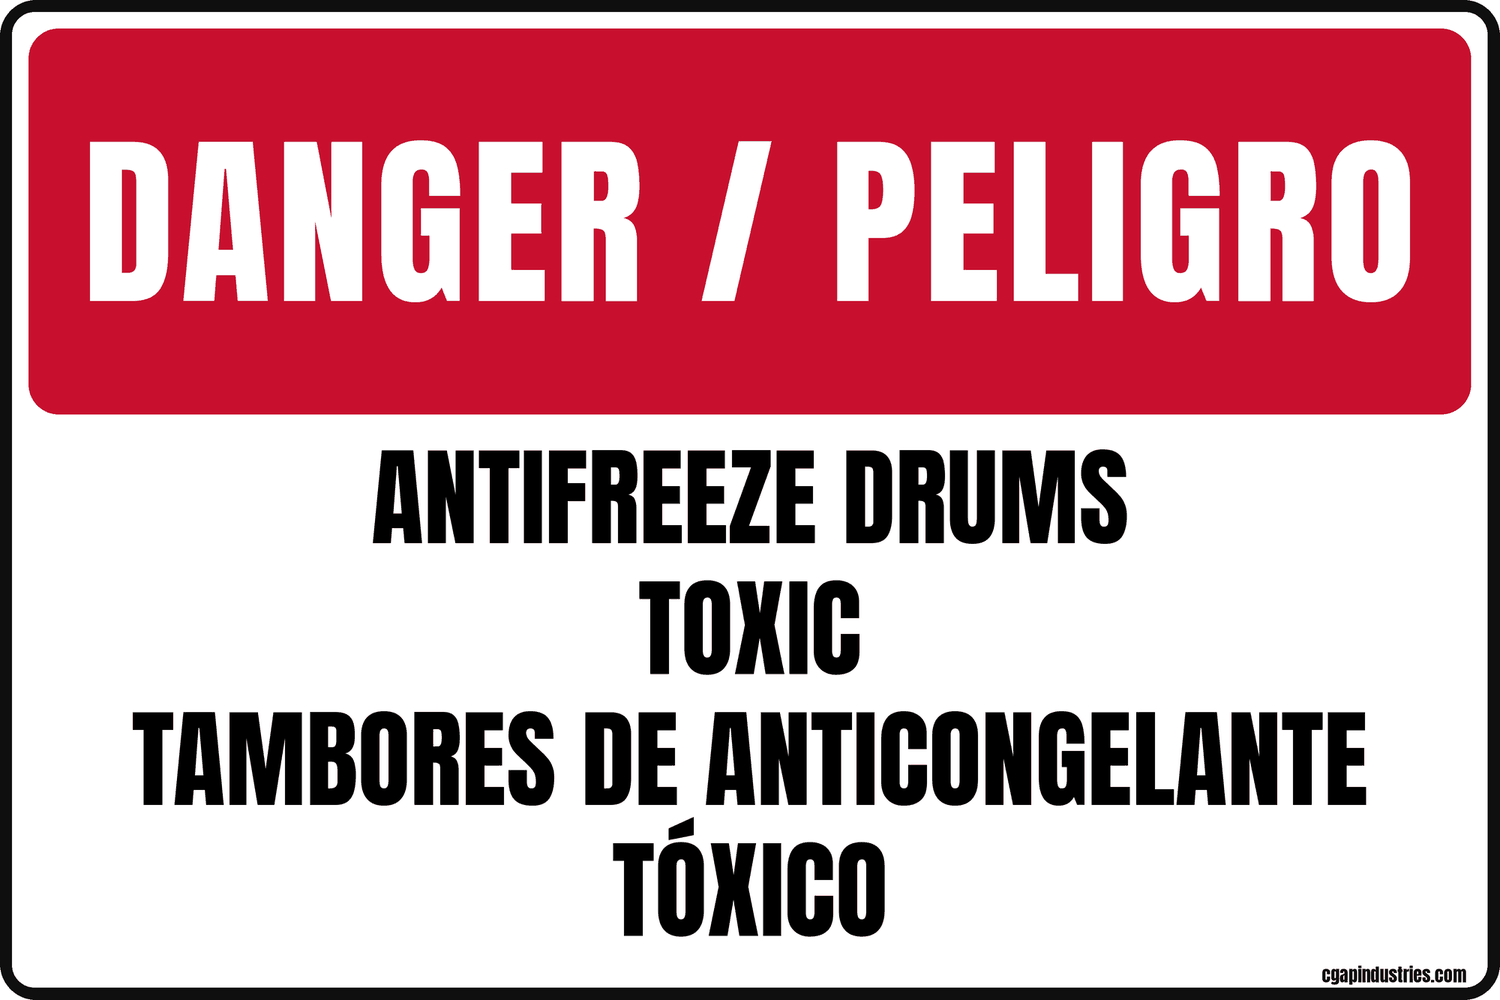 DANGER / PELIGRO
ANTIFREEZE DRUMS
TOXIC
TAMBORES DE ANTICONGELANTE
TÓXICO
cgapindustries.com